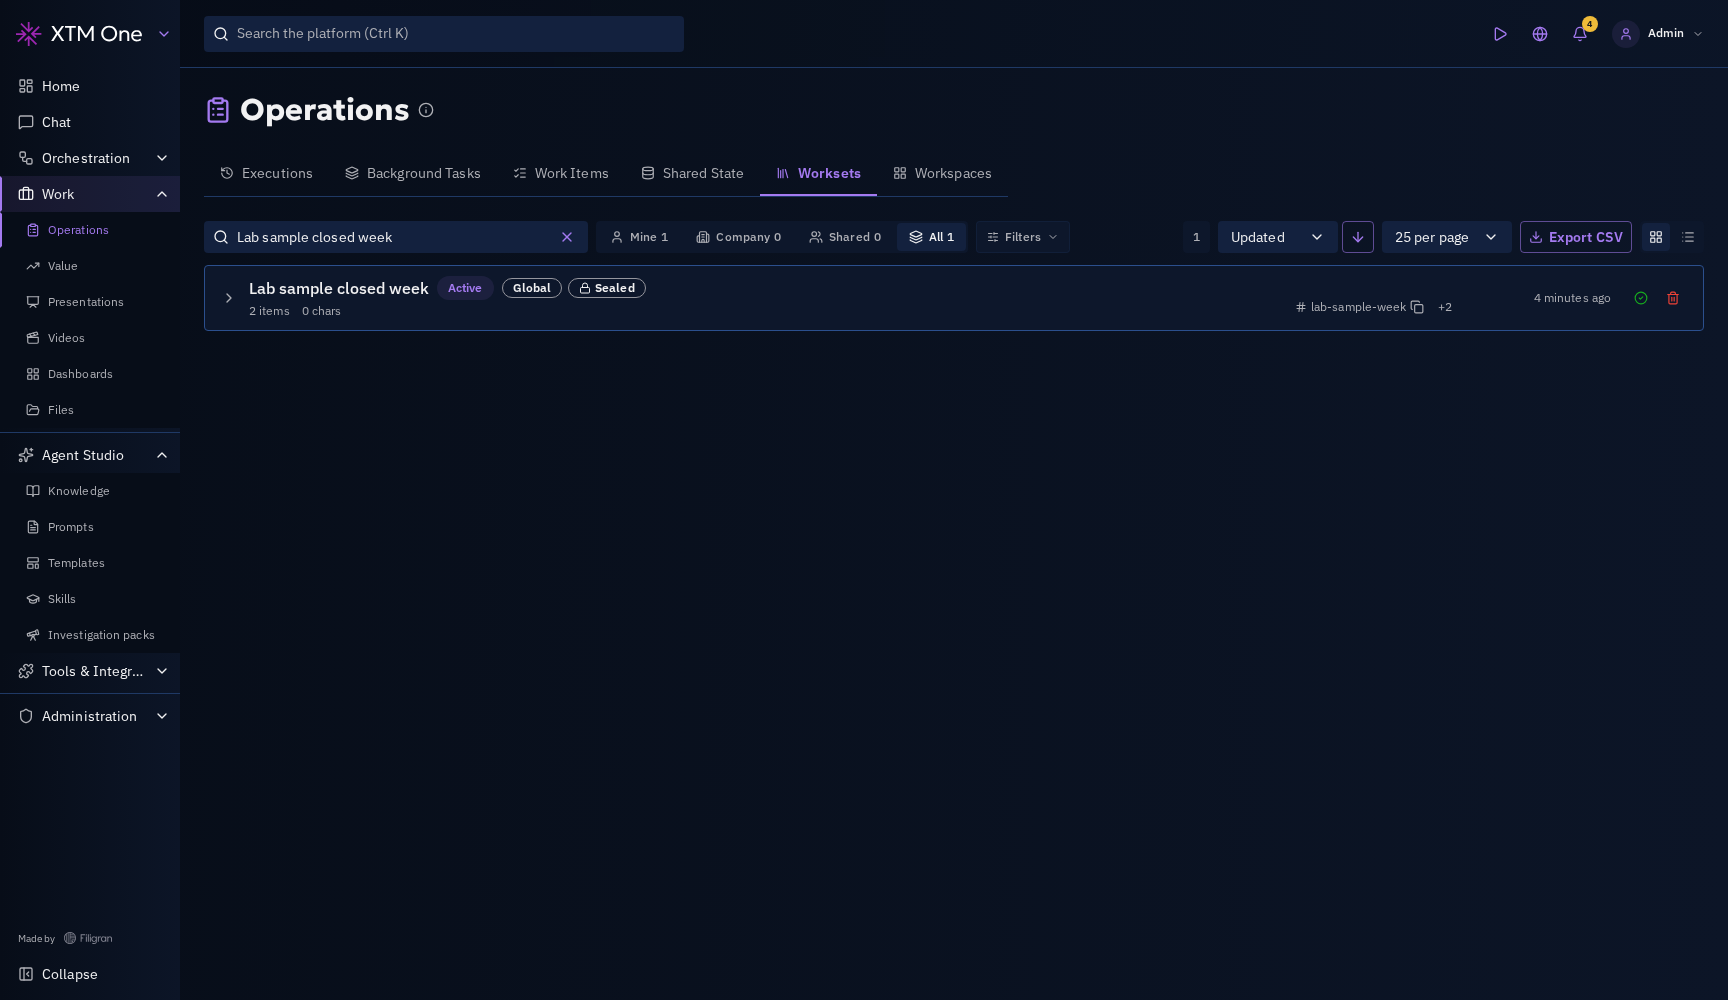 XTM One
Search the platform (Ctrl K)
4
Admin
Home
Chat
Orchestration
Work
Operations
Value
Presentations
Videos
Dashboards
Files
Agent Studio
Knowledge
Prompts
Templates
Skills
Investigation packs
Tools & Integr...
Administration
Made by Filigran
Collapse
Operations
Executions
Background Tasks
Work Items
Shared State
Worksets
Workspaces
Lab sample closed week
Mine 1
Company 0
Shared 0
All 1
Filters
1
Updated
25 per page
Export CSV
Lab sample closed week
Active
Global
Sealed
2 items 0 chars
lab-sample-week
+2
4 minutes ago